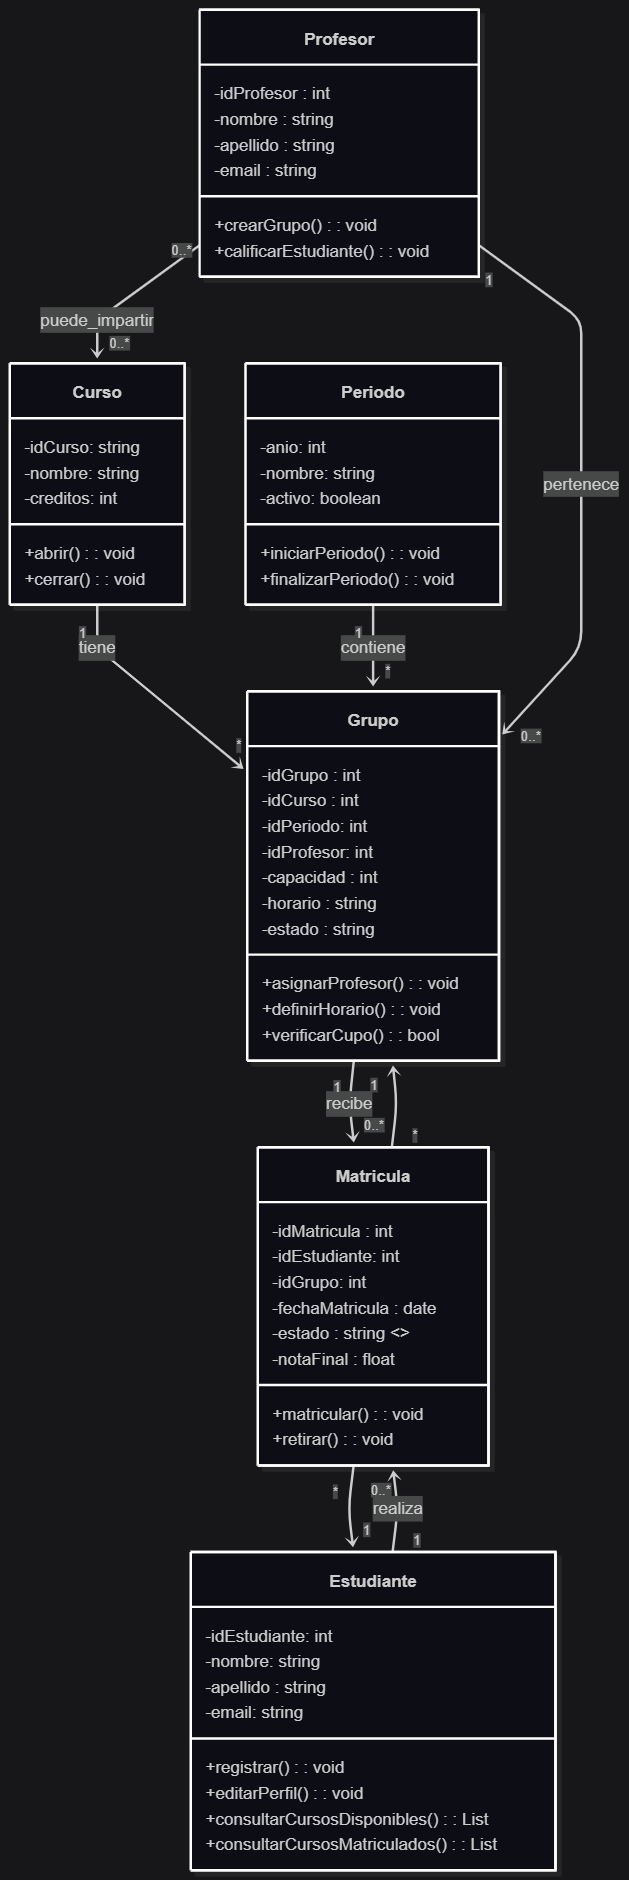 Profesor
-idProfesor : int
-nombre : string
-apellido : string
-email : string
+crearGrupo() : : void
+calificarEstudiante() : : void
0..*
1
puede_impartir
0..*
Curso
-idCurso: string
-nombre: string
-creditos: int
+abrir() : : void
+cerrar() : : void
Periodo
-anio: int
-nombre: string
-activo: boolean
+iniciarPeriodo() : : void
+finalizarPeriodo() : : void
pertenece
1
tiene
*
1
contiene
*
0..*
Grupo
-idGrupo : int
-idCurso : int
-idPeriodo: int
-idProfesor: int
-capacidad : int
-horario : string
-estado : string
+asignarProfesor() : : void
+definirHorario() : : void
+verificarCupo() : : bool
1
1
recibe
0..*
*
Matricula
-idMatricula : int
-idEstudiante: int
-idGrupo: int
-fechaMatricula : date
-estado : string <>
-notaFinal : float
+matricular() : : void
+retirar() : : void
*
0..*
realiza
1
1
Estudiante
-idEstudiante: int
-nombre: string
-apellido : string
-email: string
+registrar() : : void
+editarPerfil() : : void
+consultarCursosDisponibles() : : List
+consultarCursosMatriculados() : : List